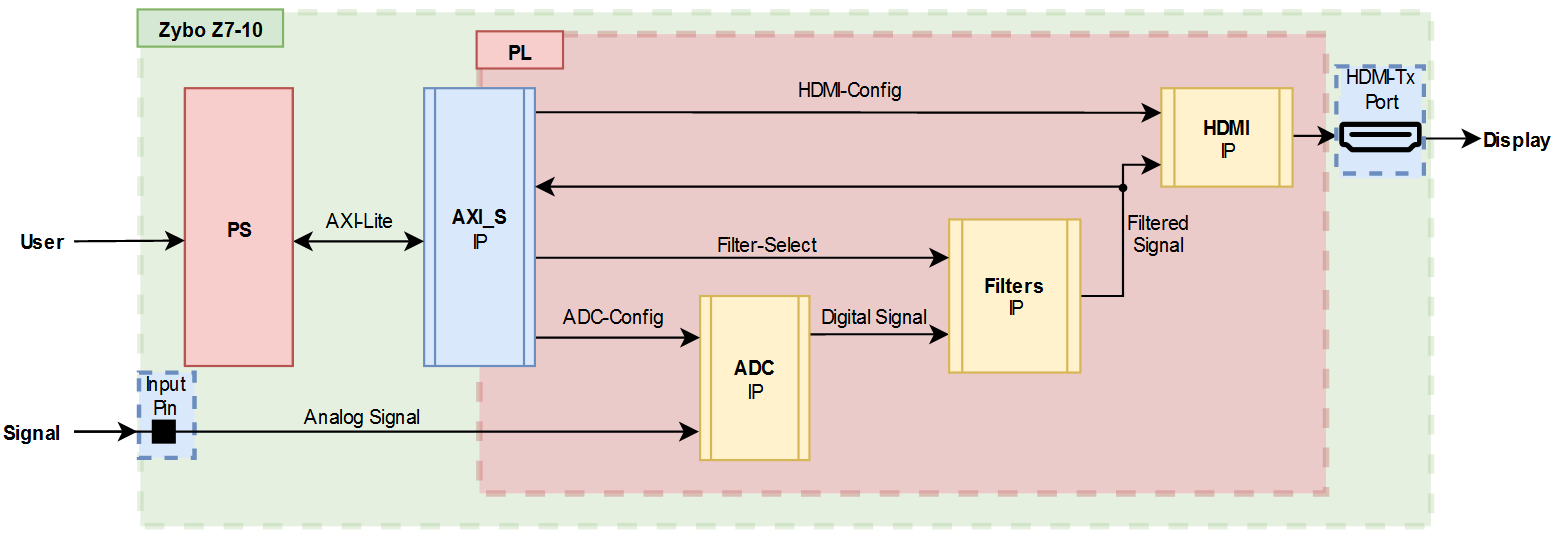 Zybo Z7-10
PL
HDMI-Tx
Port
HDMI-Config
HDMI
IP
Display
User
PS
AXI-Lite
AXI_S
IP
Filter-Select
Filtered
Signal
Filters
IP
ADC-Config
Digital Signal
ADC
IP
Input
Pin
Signal
Analog Signal